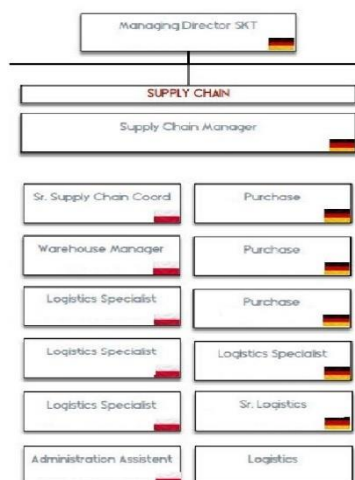 Managing Director SKT
SUPPLY CHAIN
Supply Chain Manager
Sr. Supply Chain Coord
Purchase
Warehouse Manager
Purchase
Logistics Specialist
Purchase
Logistics Specialist
Logistics Specialist
Logistics Specialist
Sr. Logistics
Administration Assistent
Logistics